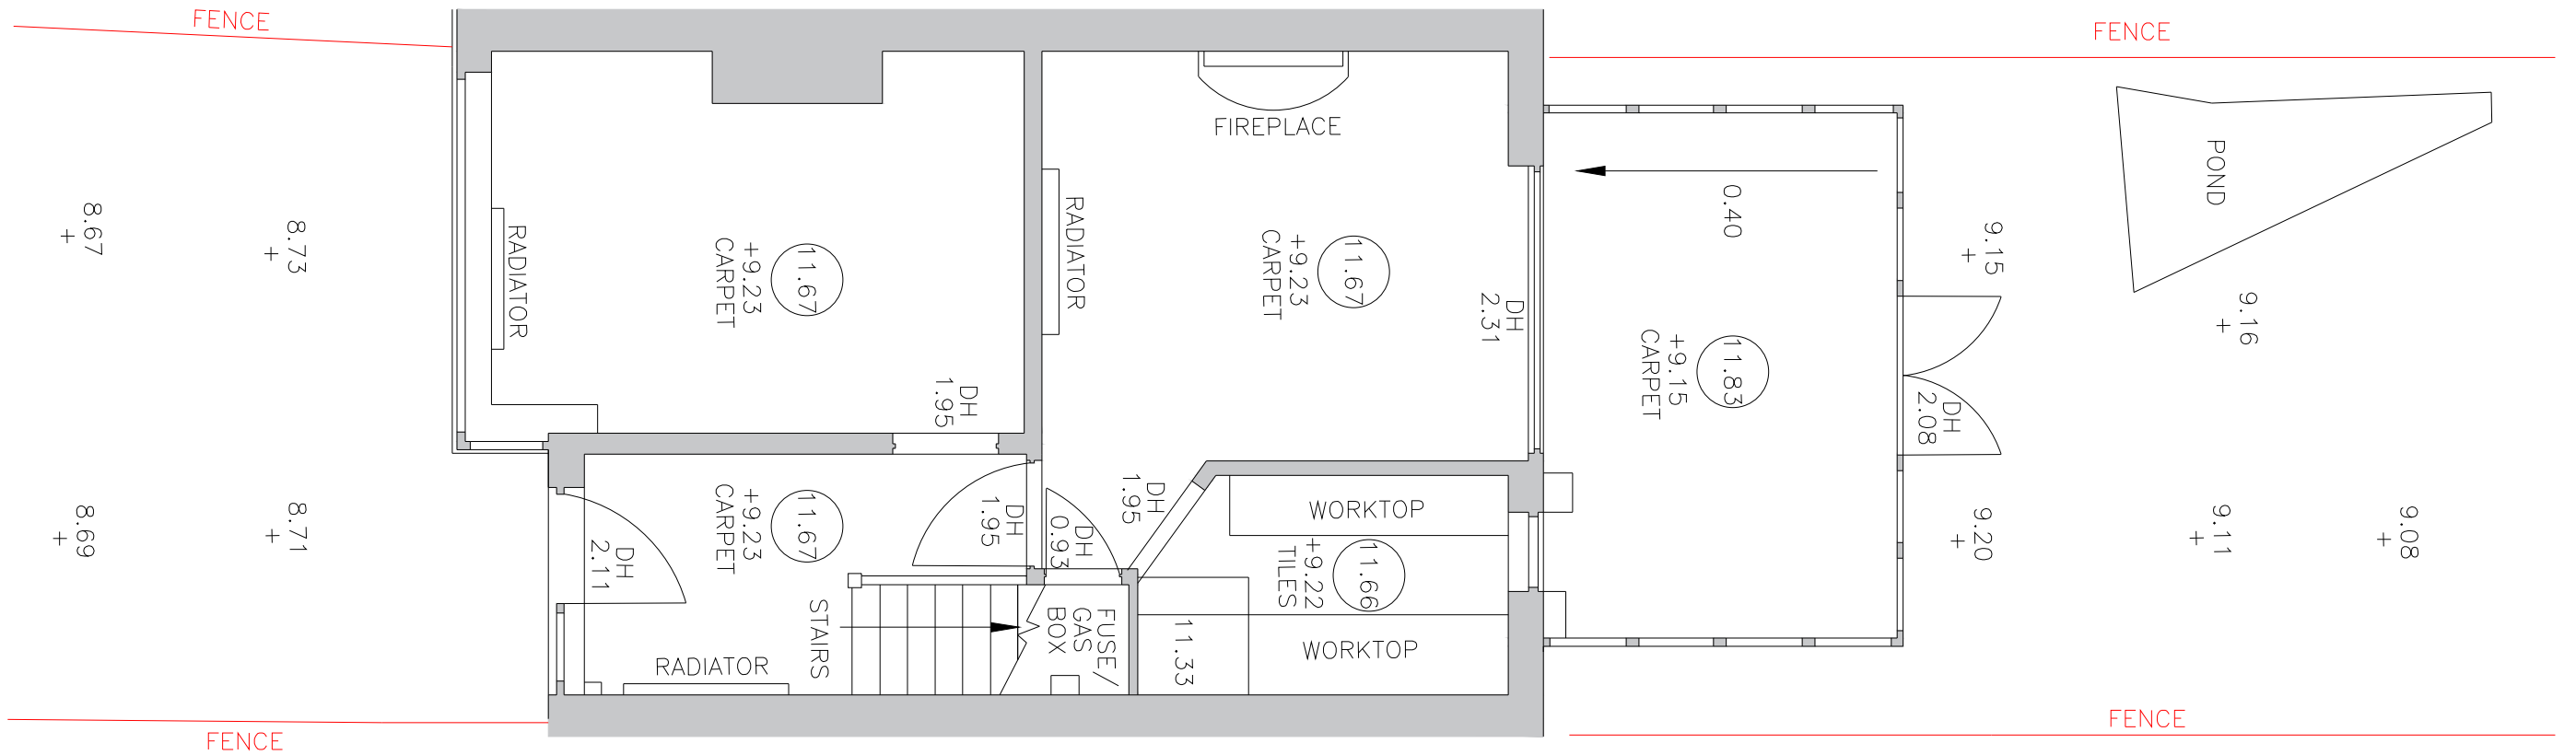 FENCE
FENCE
8.67
+
8.73
+
RADIATOR
11.67
+9.23
CARPET
DH
1.95
RADIATOR
FIREPLACE
11.67
+9.23
CARPET
DH
2.31
0.40
11.83
+9.15
CARPET
DH
2.08
POND
9.15
+
9.16
+
8.69
+
8.71
+
DH
2.11
11.67
+9.23
CARPET
DH
1.95
DH
0.93
DH
1.95
WORKTOP
11.66
+9.22
TILES
WORKTOP
11.33
STAIRS
RADIATOR
FUSE/
GAS
BOX
9.20
+
9.11
+
9.08
+
FENCE
FENCE